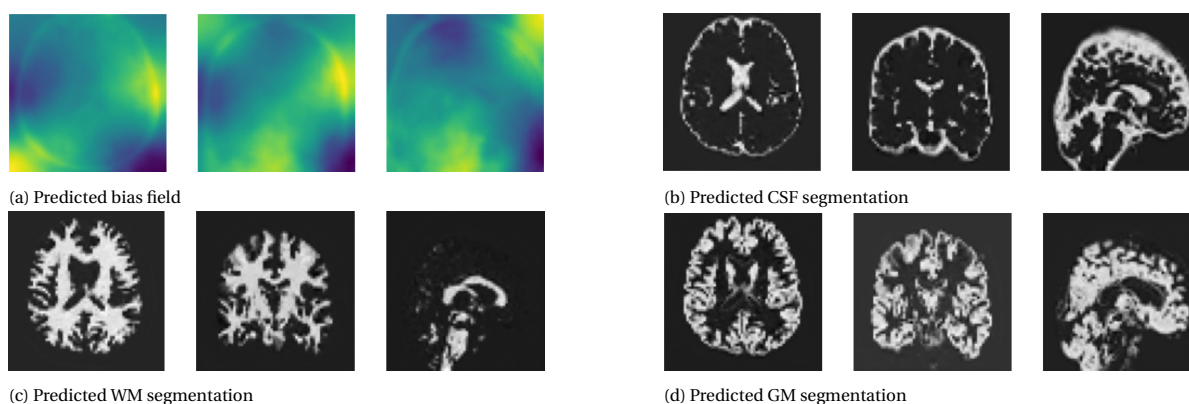 (a) Predicted bias field
(b) Predicted CSF segmentation
(c) Predicted WM segmentation
(d) Predicted GM segmentation